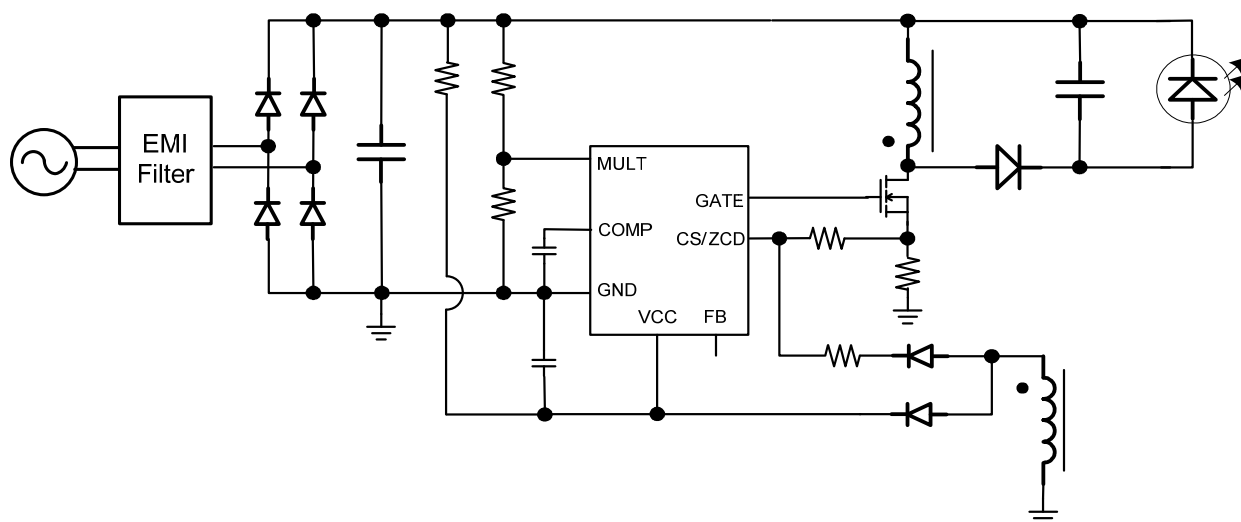 EMI
Filter
MULT
GATE
COMP
CS/ZCD
GND
VCC
FB